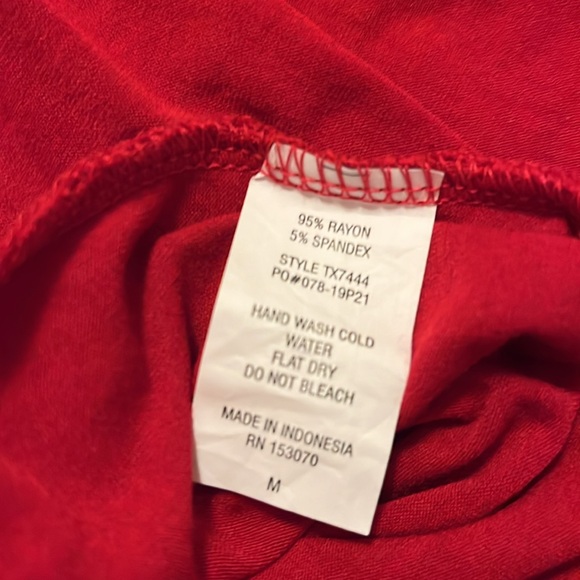 95% RAYON
5% SPANDEX
STYLE TX7444
PO#078-19P21
HAND WASH COLD
WATER
FLAT DRY
DO NOT BLEACH
MADE IN INDONESIA
RN 153070
M